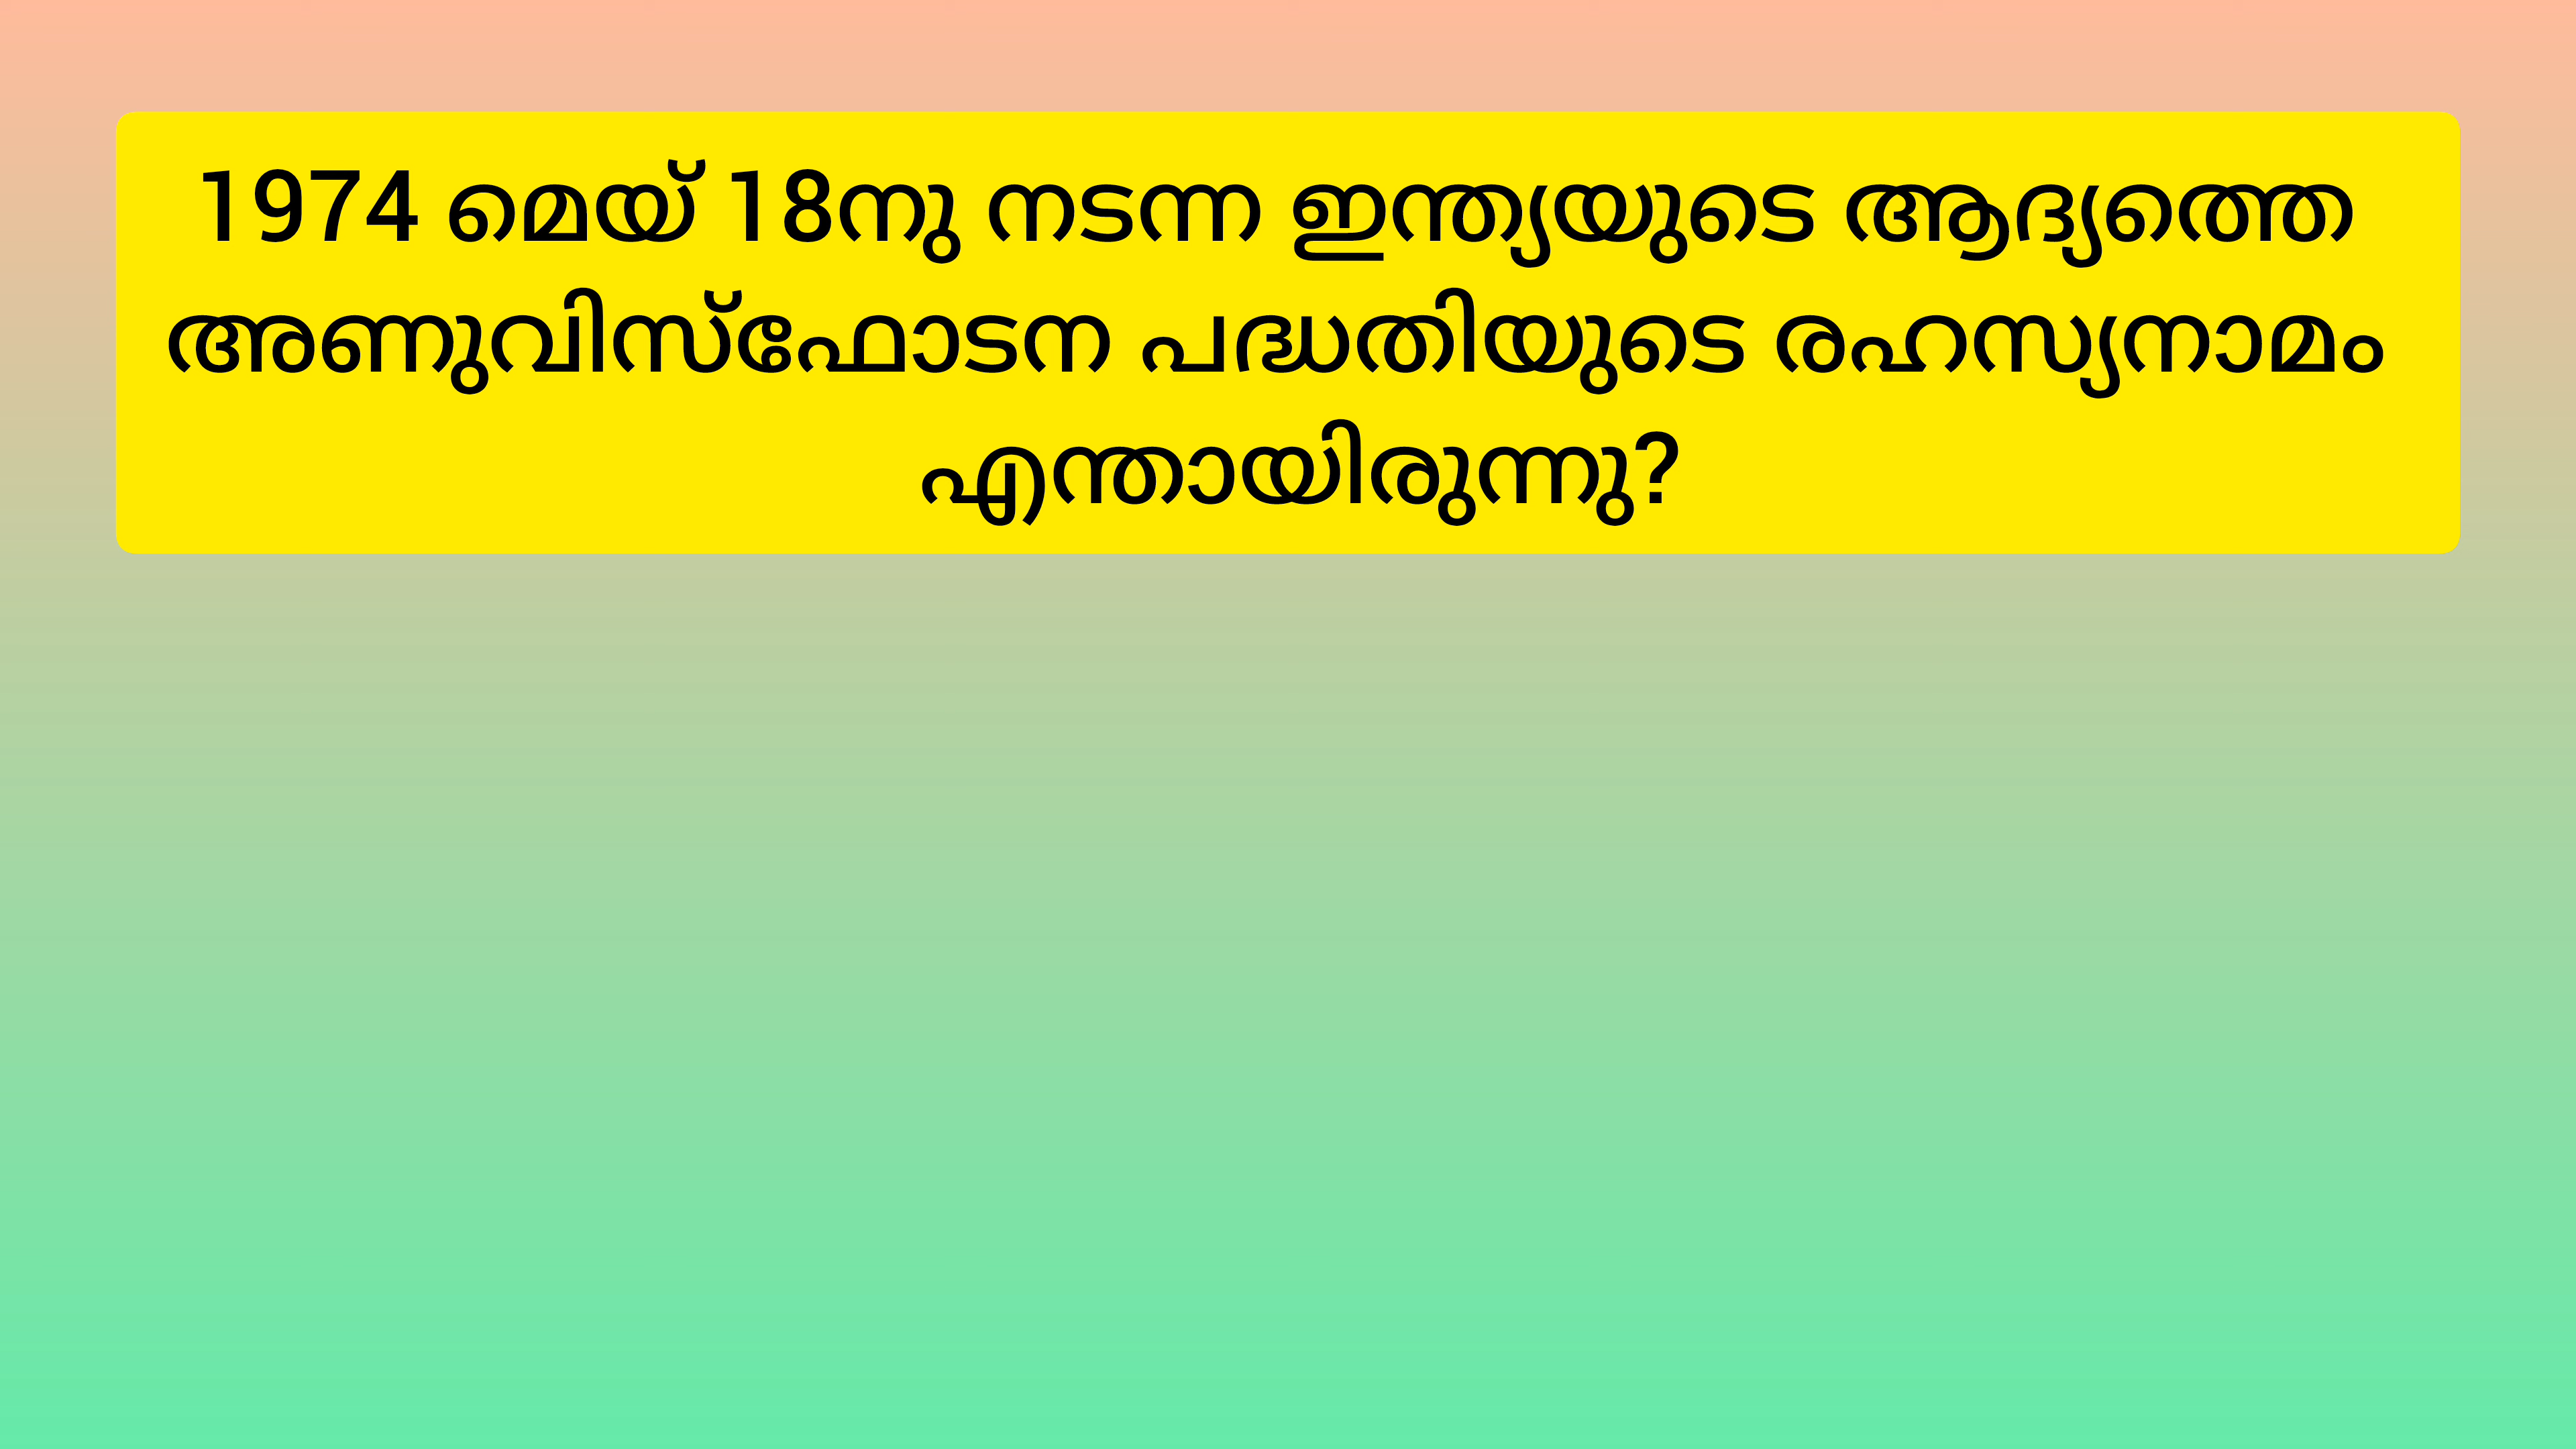 1974 മെയ് 18നു നടന്ന ഇന്ത്യയുടെ ആദ്യത്തെ
അണുവിസ്ഫോടന പദ്ധതിയുടെ രഹസ്യനാമം
എന്തായിരുന്നു?